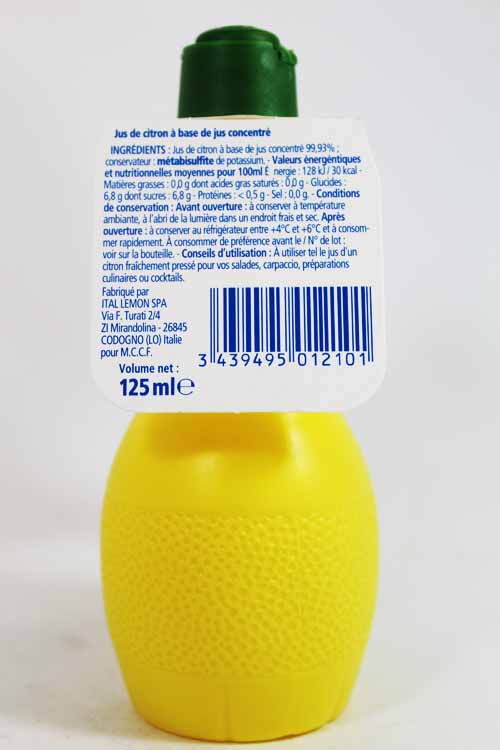 Jus de citron à base de jus concentré
INGRÉDIENTS : Jus de citron à base de jus concentré 99,93% ;
conservateur : métabisulfite de potassium. - Valeurs énergéntiques
et nutritionnelles moyennes pour 100ml É nergie : 128 kJ / 30 kcal -
Matières grasses : 0,0 g dont acides gras saturés : 0,0 g - Glucides :
6,8 g dont sucres : 6,8 g - Protéines : < 0,5 g - Sel : 0,0 g. - Conditions
de conservation : Avant ouverture : à conserver à température
ambiante, à l'abri de la lumière dans un endroit frais et sec. Après
ouverture : à conserver au réfrigérateur entre +4°C et +6°C et à consom-
mer rapidement. À consommer de préférence avant le / N° de lot :
voir sur la bouteille. - Conseils d'utilisation : À utiliser tel le jus d'un
citron fraîchement pressé pour vos salades, carpaccio, préparations
culinaires ou cocktails.
Fabriqué par
ITAL LEMON SPA
Via F. Turati 2/4
ZI Mirandolina - 26845
CODOGNO (LO) Italie
pour M.C.C.F.
Volume net :
125 ml e
3 439495 012101